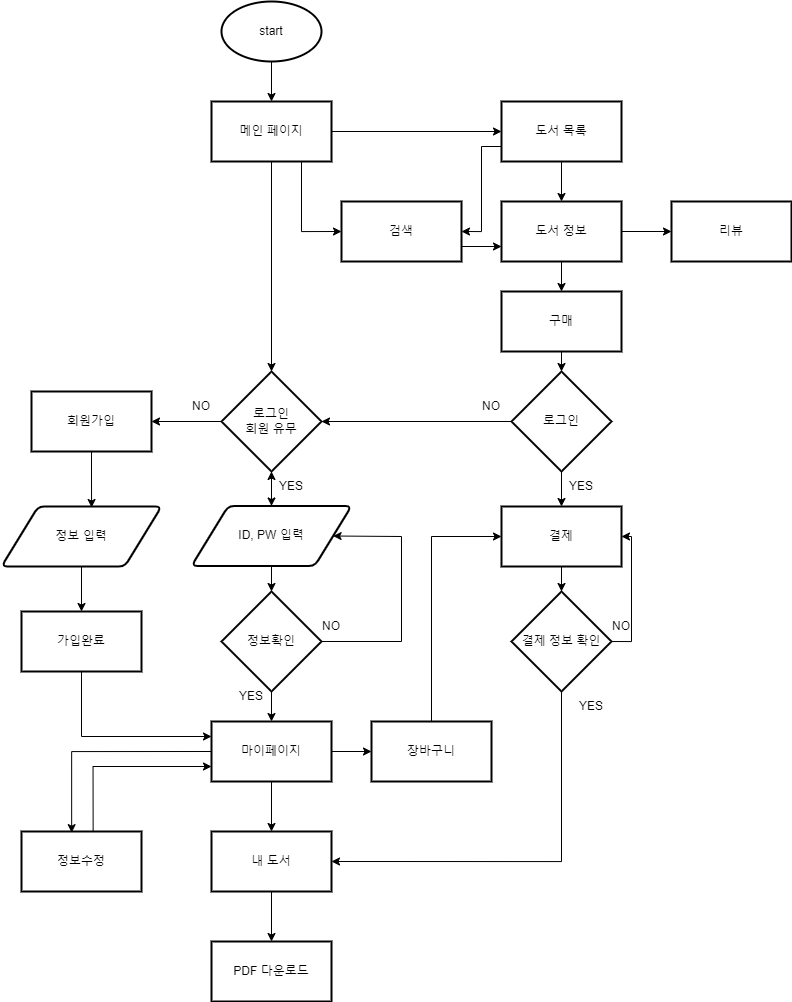 start
메인 페이지
도서 목록
검색
도서 정보
리뷰
구매
회원가입
NO
로그인
회원 유무
NO
로그인
YES
YES
정보 입력
ID, PW 입력
결제
가입완료
정보확인
NO
결제 정보 확인
NO
YES
YES
마이페이지
장바구니
정보수정
내 도서
PDF 다운로드